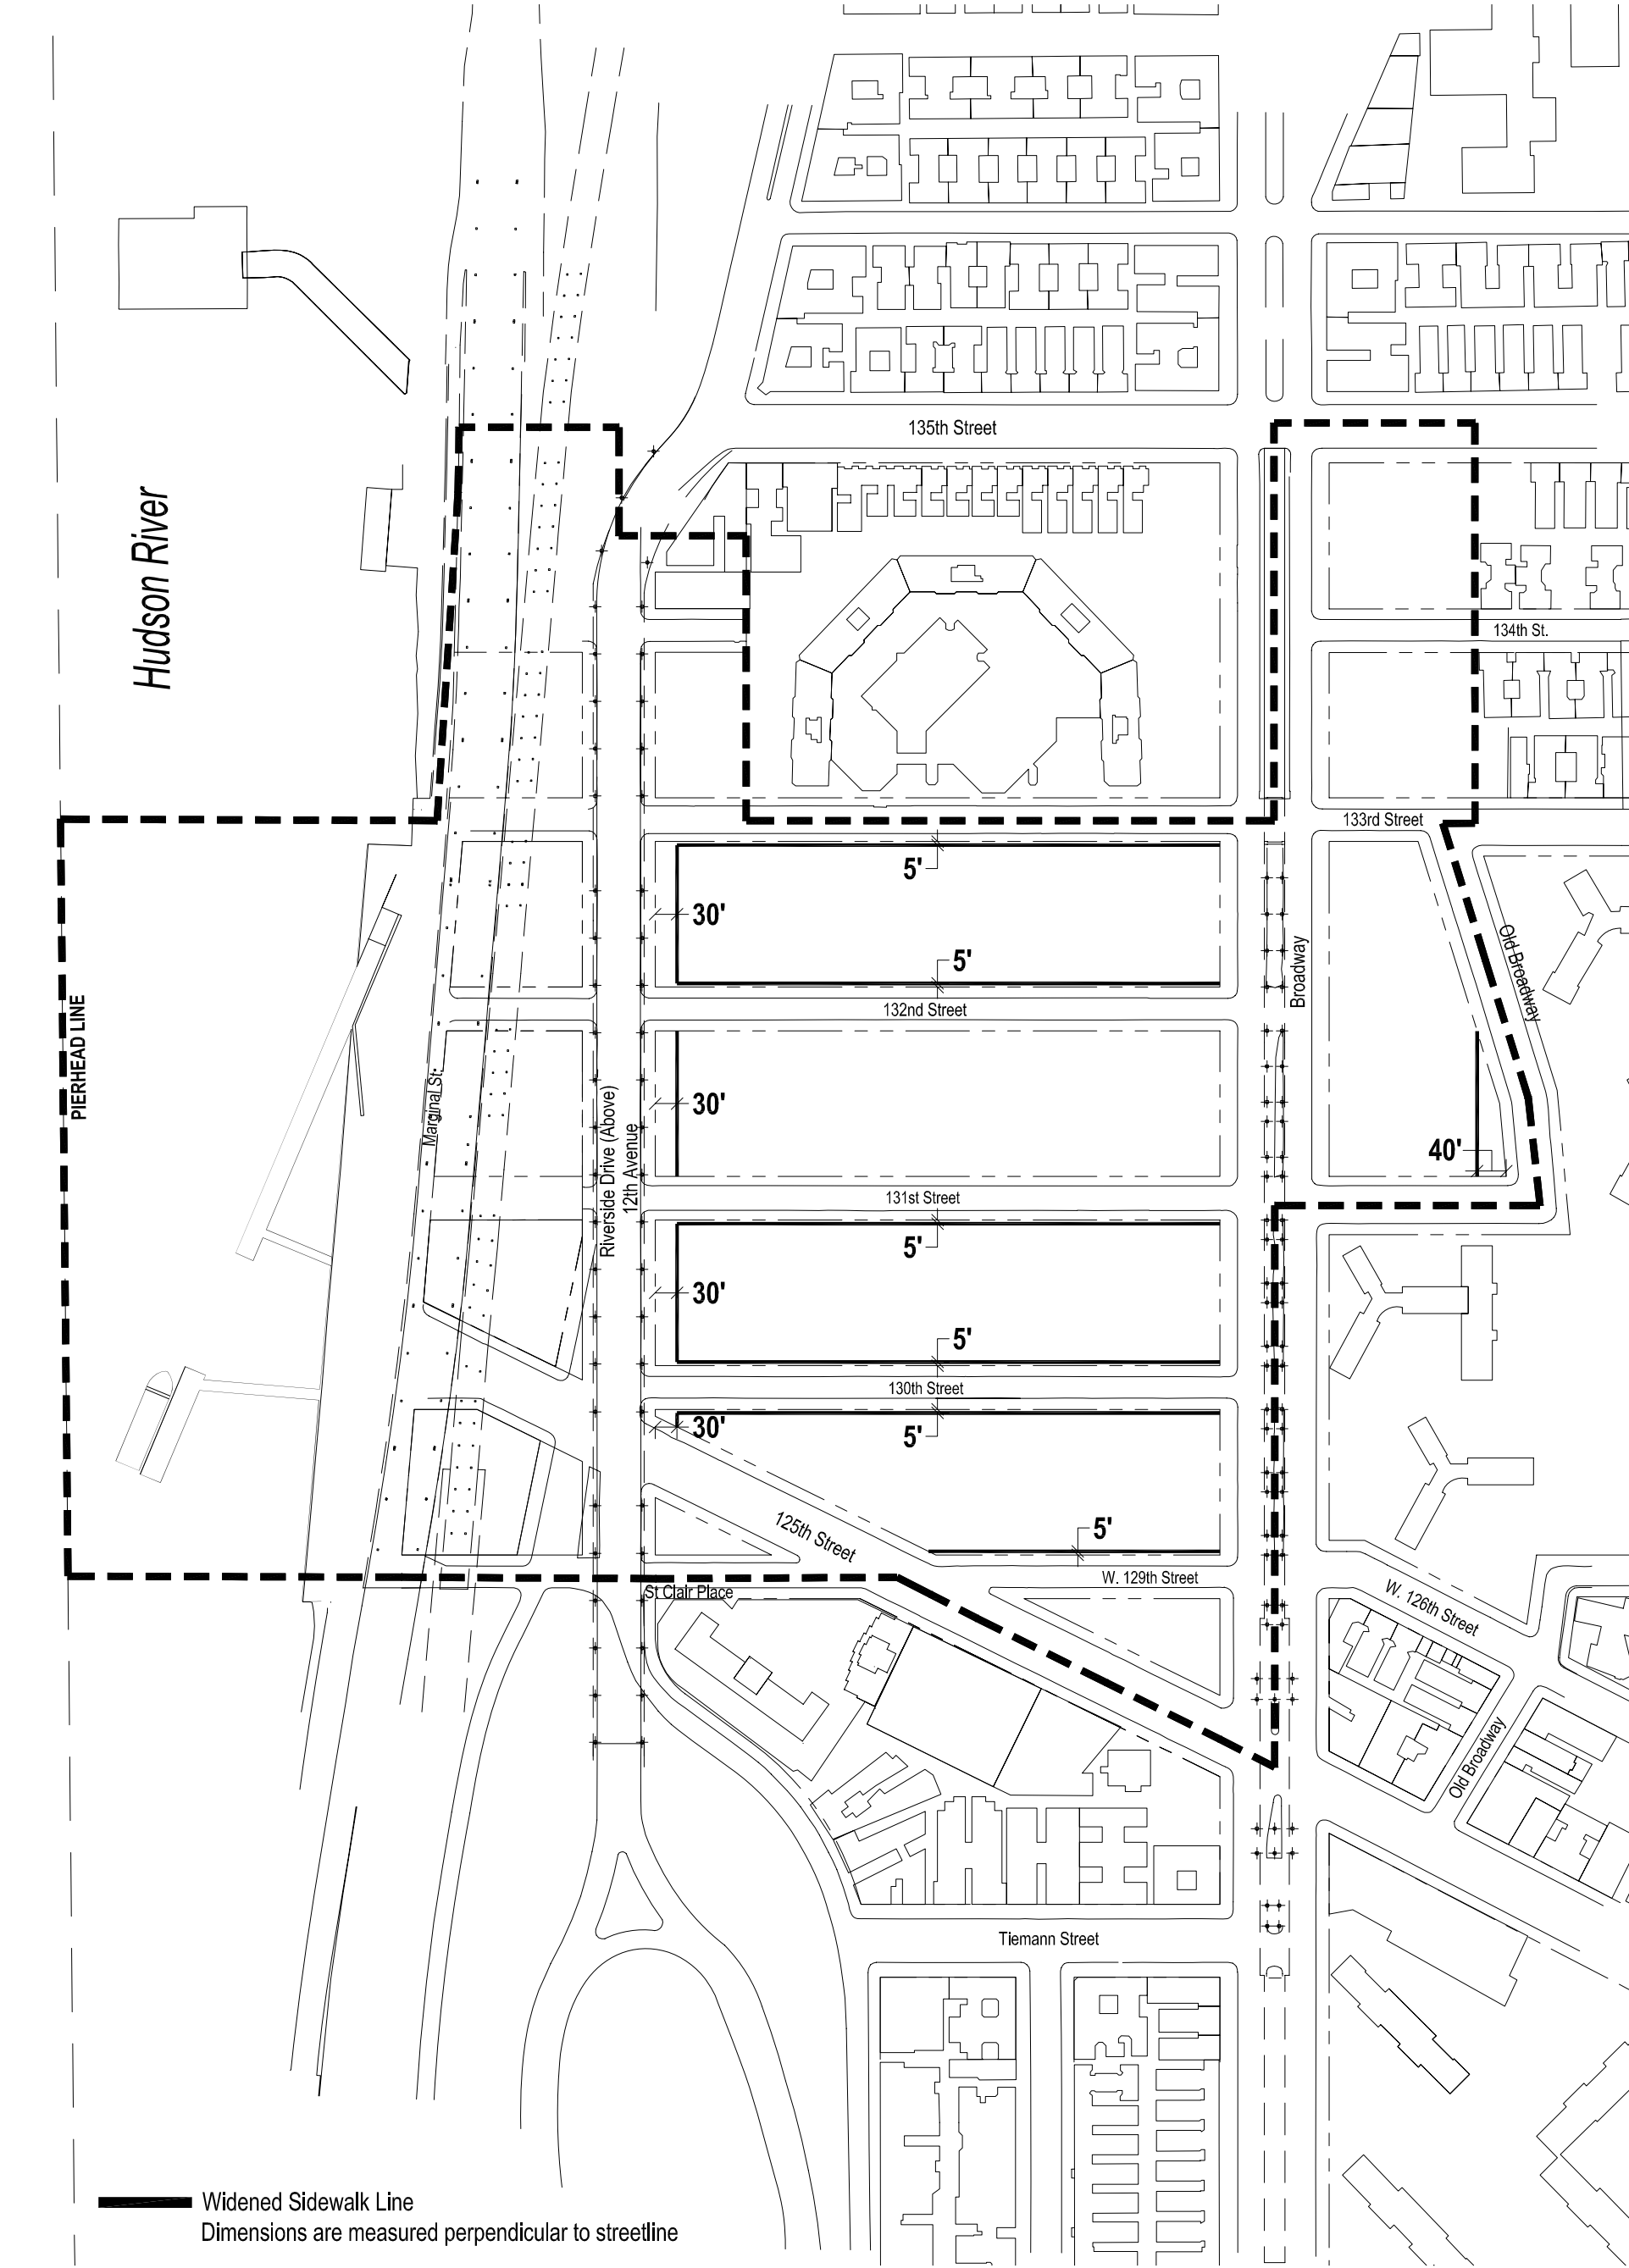 135th Street
Hudson River
134th St.
133rd Street
5'
30'
Broadway
Old Broadway
5'
PIERHEAD LINE
132nd Street
Marginal St.
Riverside Drive (Above)
12th Avenue
30'
40'
131st Street
5'
30'
5'
130th Street
30'
5'
125th Street
5'
W. 129th Street
St Clair Place
W. 126th Street
Old Broadway
Tiemann Street
Widened Sidewalk Line
Dimensions are measured perpendicular to streetline